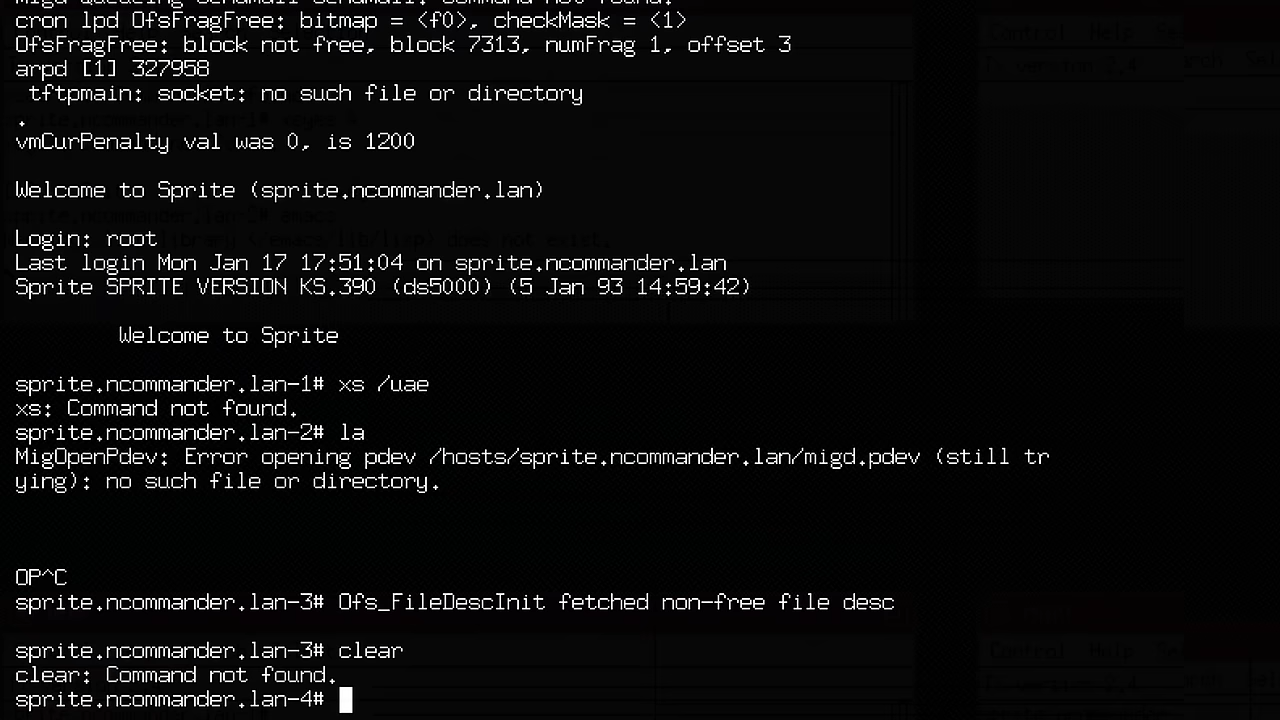 cron lpd OfsFragFree: bitmap = <f0>, checkMask = <1>
OfsFragFree: block not free, block 7313, numFrag 1, offset 3
arpd [1] 327958
tftpmain: socket: no such file or directory
.
vmCurPenalty val was 0, is 1200
Welcome to Sprite (sprite.ncommander.lan)
Login: root
Last login Mon Jan 17 17:51:04 on sprite.ncommander.lan
Sprite SPRITE VERSION KS.390 (ds5000) (5 Jan 93 14:59:42)
Welcome to Sprite
sprite.ncommander.lan-1# xs /uae
xs: Command not found.
sprite.ncommander.lan-2# la
MigOpenPdev: Error opening pdev /hosts/sprite.ncommander.lan/migd.pdev (still tr
ying): no such file or directory.
OP^C
sprite.ncommander.lan-3# Ofs_FileDescInit fetched non-free file desc
sprite.ncommander.lan-3# clear
clear: Command not found.
sprite.ncommander.lan-4#